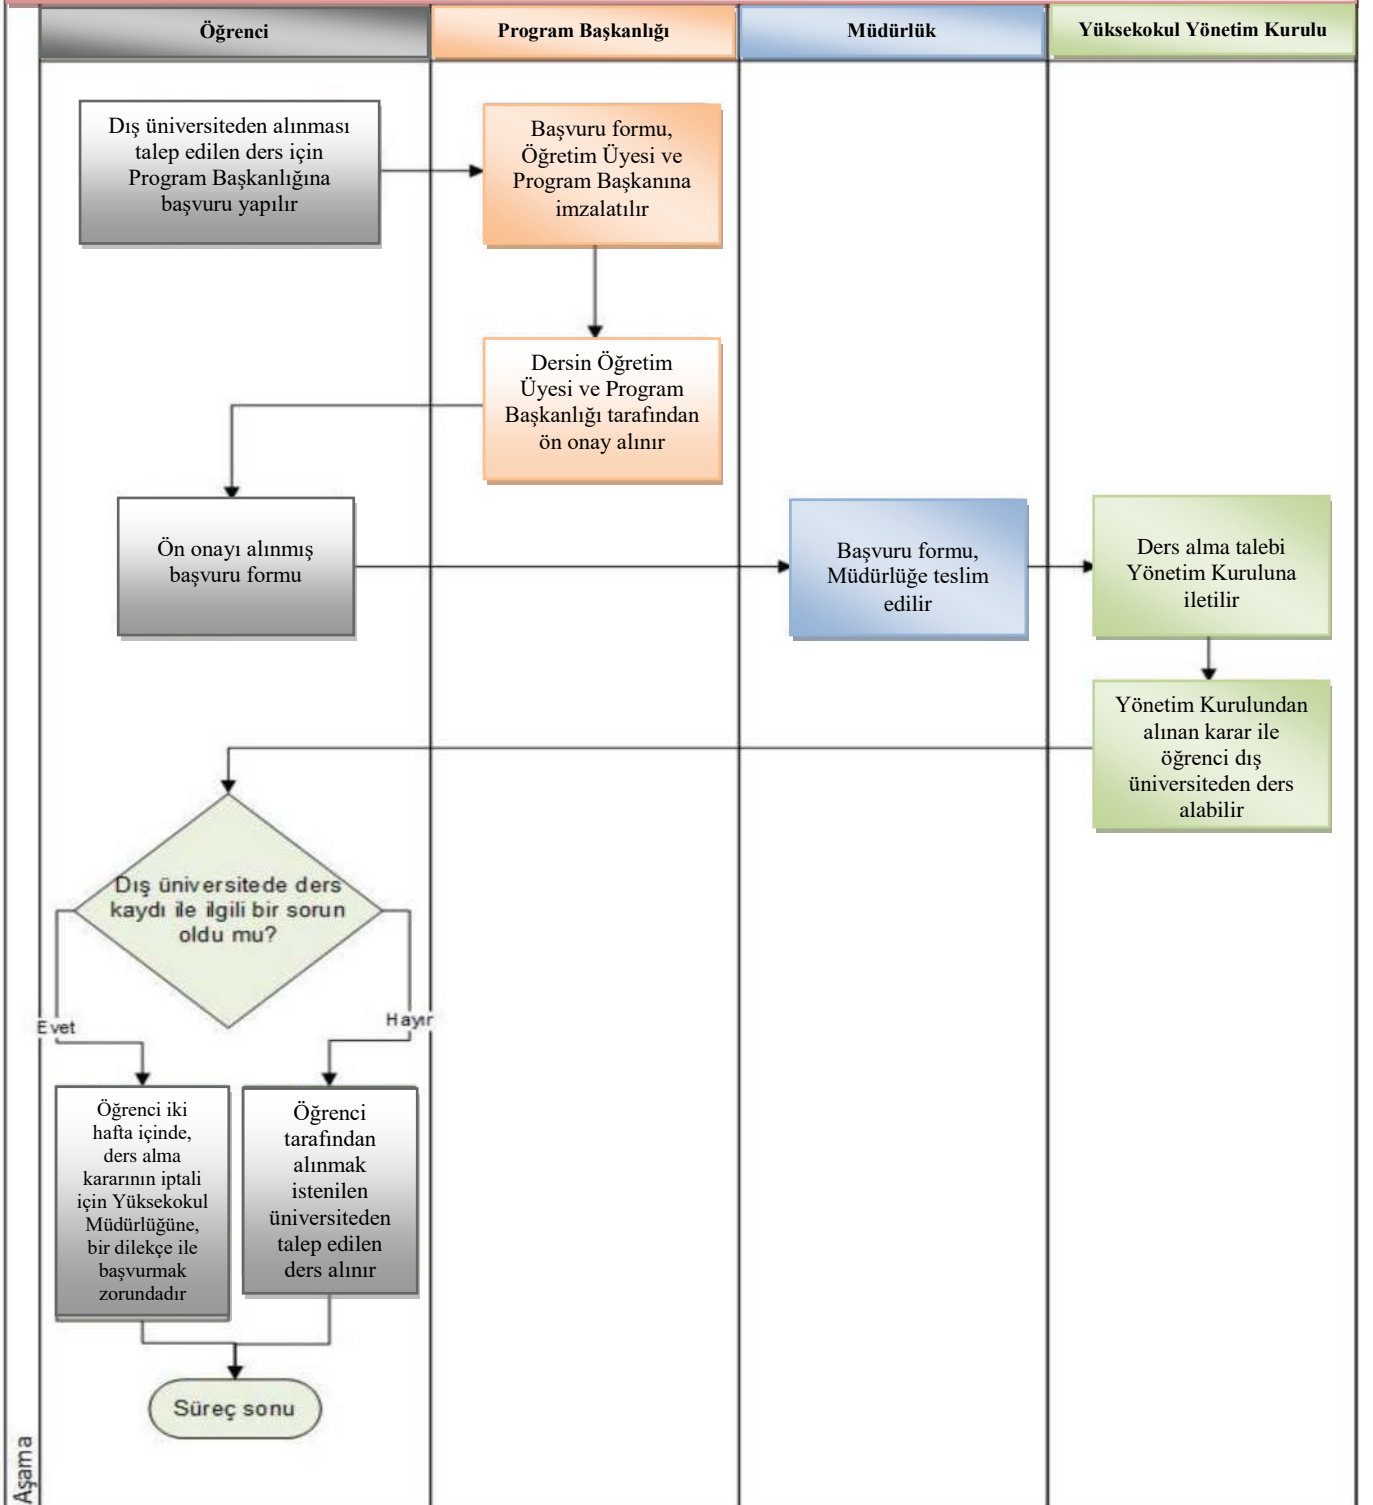 Öğrenci
Program Başkanlığı
Müdürlük
Yüksekokul Yönetim Kurulu
Dış üniversiteden alınması
talep edilen ders için
Program Başkanlığına
başvuru yapılır
Başvuru formu,
Öğretim Üyesi ve
Program Başkanına
imzalatılır
Dersin Öğretim
Üyesi ve Program
Başkanlığı tarafından
ön onay alınır
Ön onayı alınmış
başvuru formu
Başvuru formu,
Müdürlüğe teslim
edilir
Ders alma talebi
Yönetim Kuruluna
iletilir
Yönetim Kurulundan
alınan karar ile
öğrenci dış
üniversiteden ders
alabilir
Dış üniversitede ders
kaydı ile ilgili bir sorun
oldu mu?
Evet
Hayır
Öğrenci iki
hafta içinde,
ders alma
kararının iptali
için Yüksekokul
Müdürlüğüne,
bir dilekçe ile
başvurmak
zorundadır
Öğrenci
tarafından
alınmak
istenilen
üniversiteden
talep edilen
ders alınır
Süreç sonu
Aşama